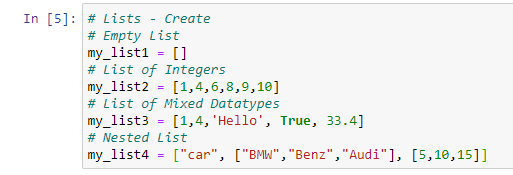 In [5]: # Lists - Create
# Empty List
my_list1 = []
# List of Integers
my_list2 = [1,4,6,8,9,10]
# List of Mixed Datatypes
my_list3 = [1,4,'Hello', True, 33.4]
# Nested List
my_list4 = ["car", ["BMW","Benz","Audi"], [5,10,15]]